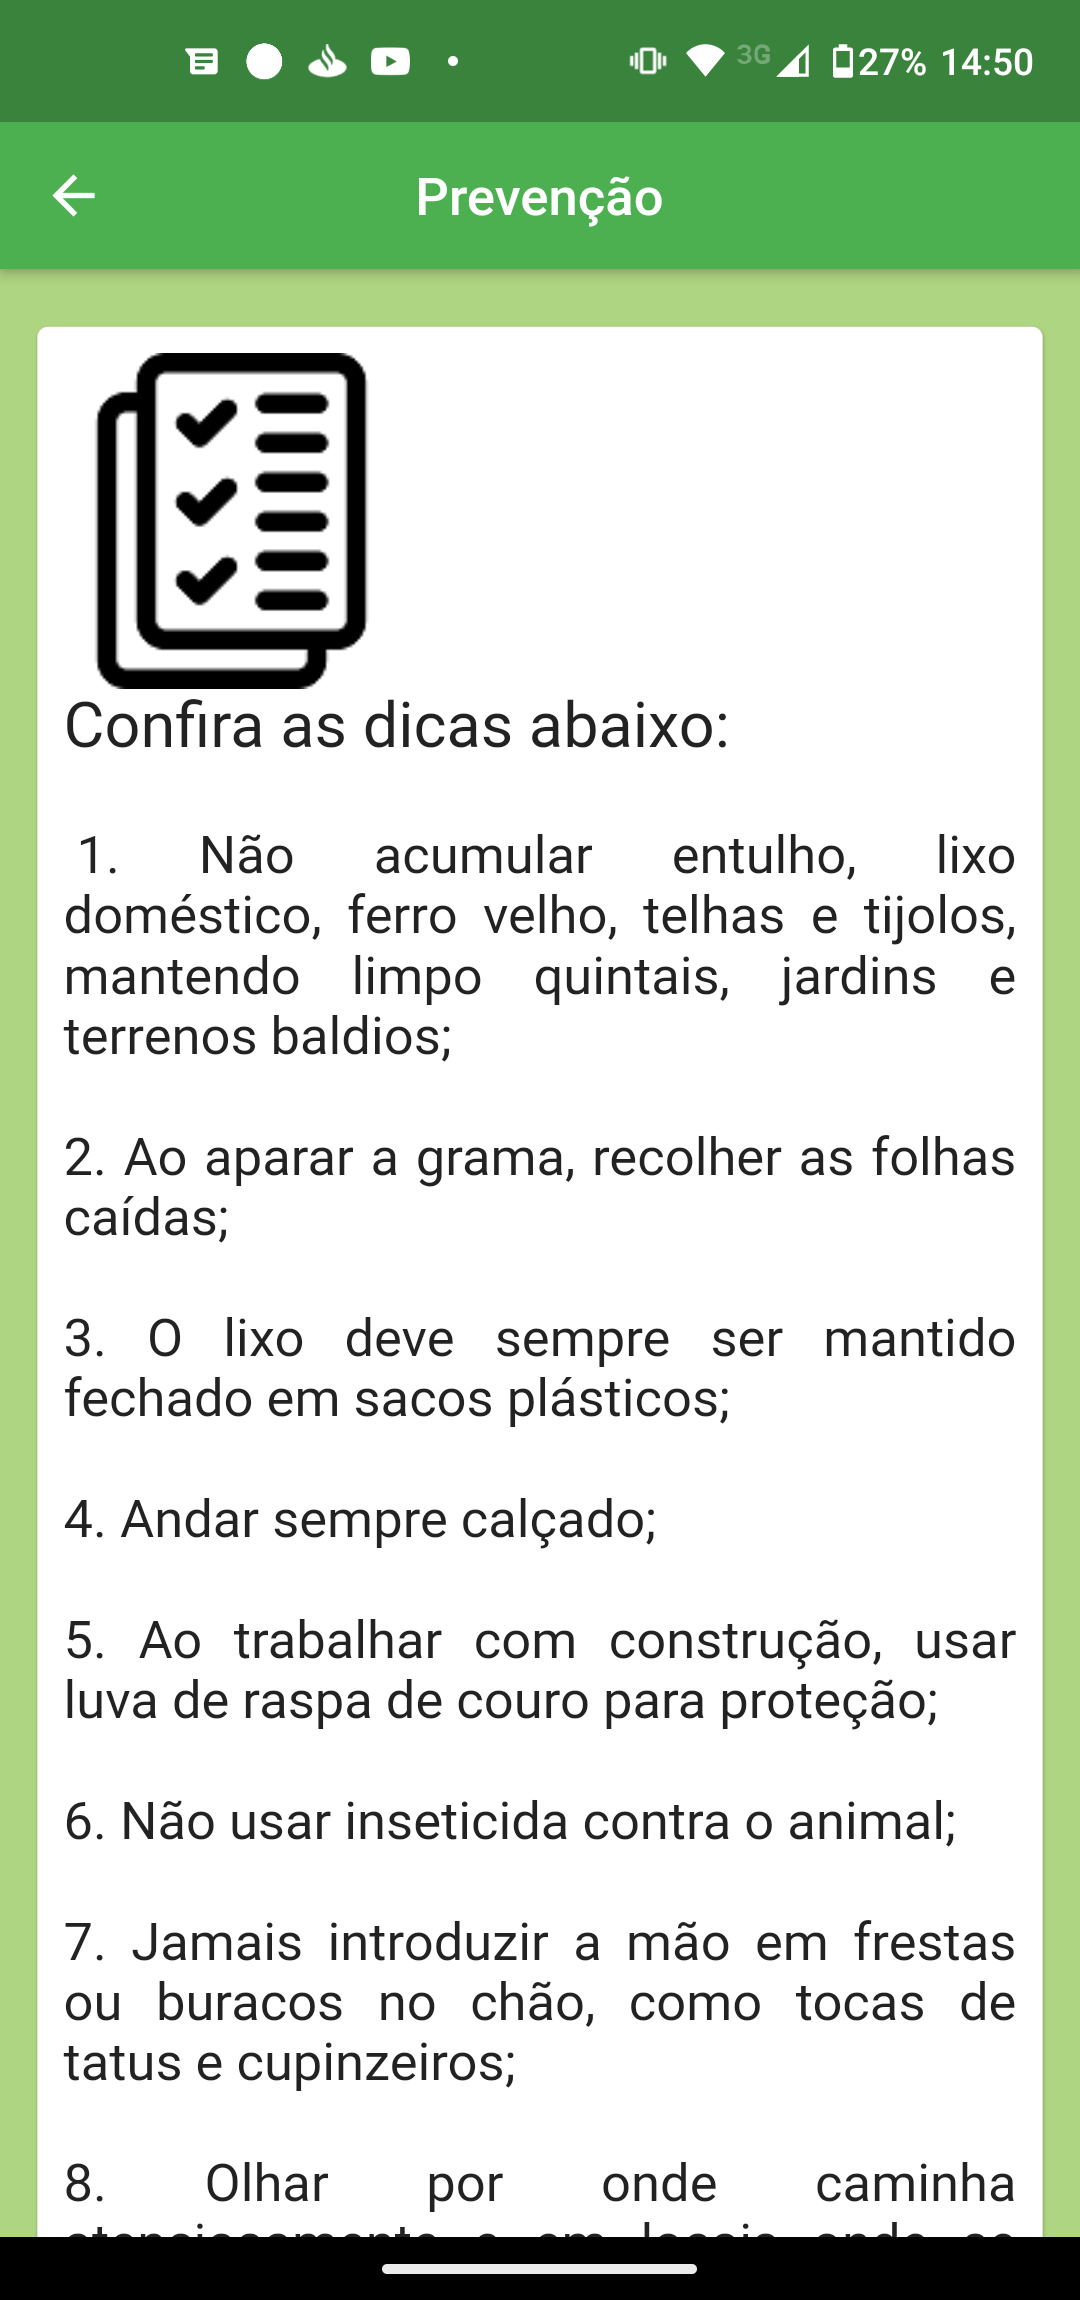 3G 27% 14:50
Prevenção
Confira as dicas abaixo:
1. Não acumular entulho, lixo
doméstico, ferro velho, telhas e tijolos,
mantendo limpo quintais, jardins e
terrenos baldios;
2. Ao aparar a grama, recolher as folhas
caídas;
3. O lixo deve sempre ser mantido
fechado em sacos plásticos;
4. Andar sempre calçado;
5. Ao trabalhar com construção, usar
luva de raspa de couro para proteção;
6. Não usar inseticida contra o animal;
7. Jamais introduzir a mão em frestas
ou buracos no chão, como tocas de
tatus e cupinzeiros;
8. Olhar por onde caminha